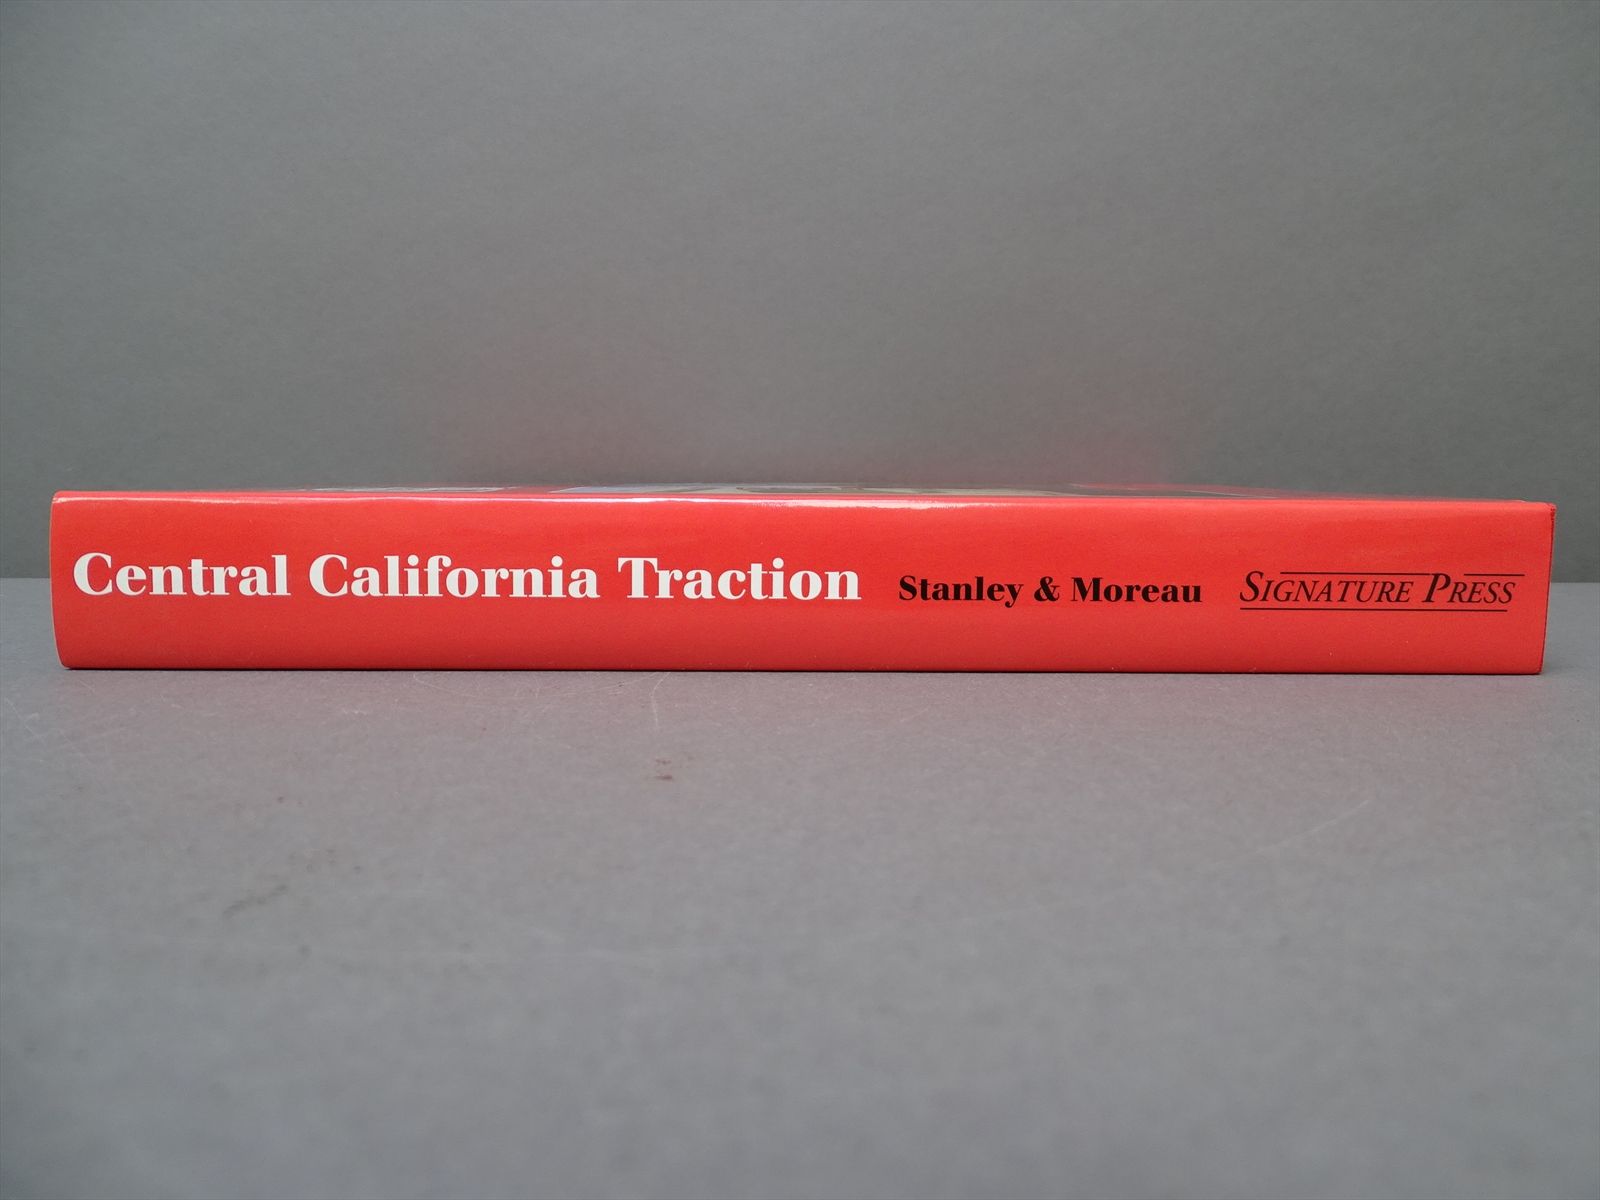 Central California Traction Stanley & Moreau SIGNATURE PRESS